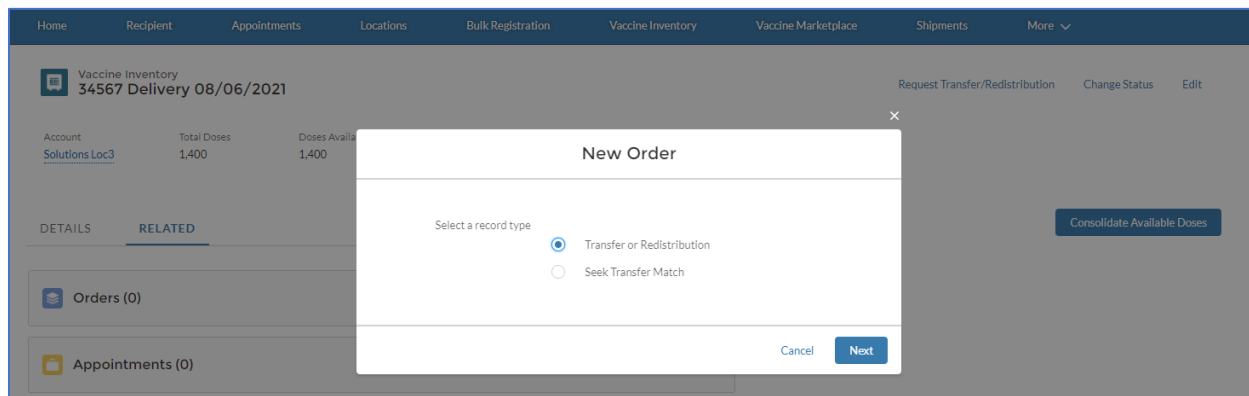 Home Recipient Appointments Locations Bulk Registration Vaccine Inventory Vaccine Marketplace Shipments More
Vaccine Inventory
34567 Delivery 08/06/2021
Request Transfer/Redistribution Change Status Edit
Account Total Doses Doses Availa
Solutions Loc3 1,400 1,400
New Order
Select a record type
Transfer or Redistribution
Seek Transfer Match
Cancel Next
DETAILS RELATED
Consolidate Available Doses
Orders (0)
Appointments (0)